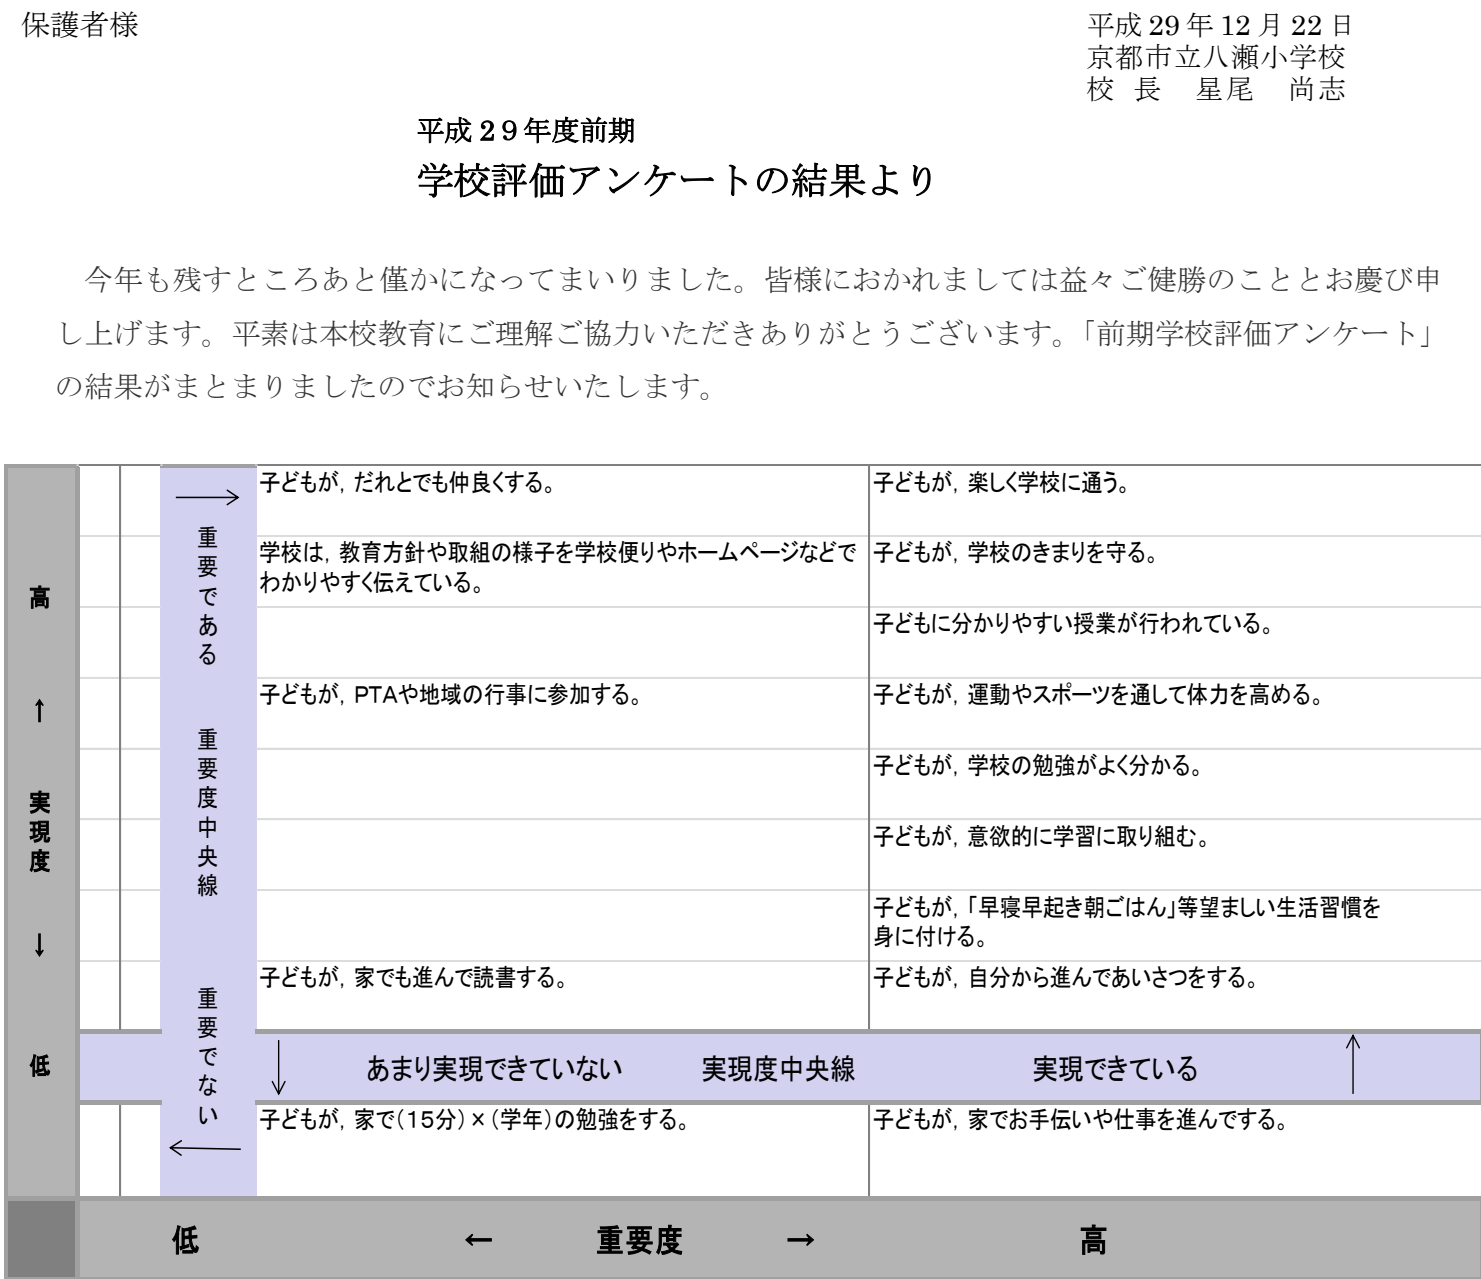 保護者様
平成29年12月22日
京都市立八瀬小学校
校 長　星尾　尚志
平成２９年度前期
学校評価アンケートの結果より
今年も残すところあと僅かになってまいりました。皆様におかれましては益々ご健勝のこととお慶び申
し上げます。平素は本校教育にご理解ご協力いただきありがとうございます。「前期学校評価アンケート」
の結果がまとまりましたのでお知らせいたします。
高
↑
実現度
↓
低
→
重要である
重要度中央線
重要でない
←
子どもが，だれとでも仲良くする。
子どもが，楽しく学校に通う。
学校は，教育方針や取組の様子を学校便りやホームページなどで
わかりやすく伝えている。
子どもが，学校のきまりを守る。
子どもに分かりやすい授業が行われている。
子どもが，PTAや地域の行事に参加する。
子どもが，運動やスポーツを通して体力を高める。
子どもが，学校の勉強がよく分かる。
子どもが，意欲的に学習に取り組む。
子どもが，「早寝早起き朝ごはん」等望ましい生活習慣を
身に付ける。
子どもが，家でも進んで読書する。
子どもが，自分から進んであいさつをする。
↓ あまり実現できていない 実現度中央線 実現できている ↑
子どもが，家で（15分）×（学年）の勉強をする。
子どもが，家でお手伝いや仕事を進んでする。
低 ← 重要度 → 高